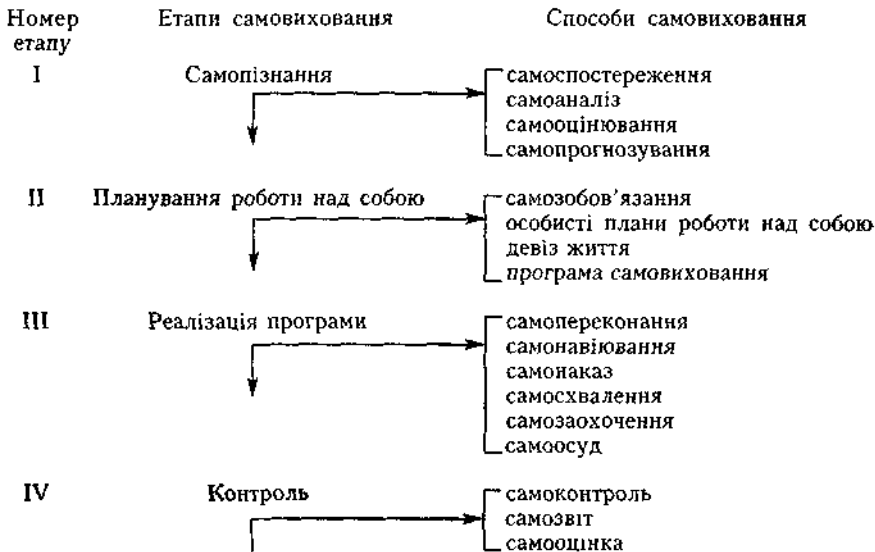 Номер етапу Етапи самовиховання Способи самовиховання
I Самопізнання самоспостереження
самоаналіз
самооцінювання
самопрогнозування
II Планування роботи над собою самозобов'язання
особисті плани роботи над собою
девіз життя
програма самовиховання
III Реалізація програми самопереконання
самонавіювання
самонаказ
самосхвалення
самозаохочення
самоосуд
IV Контроль самоконтроль
самозвіт
самооцінка